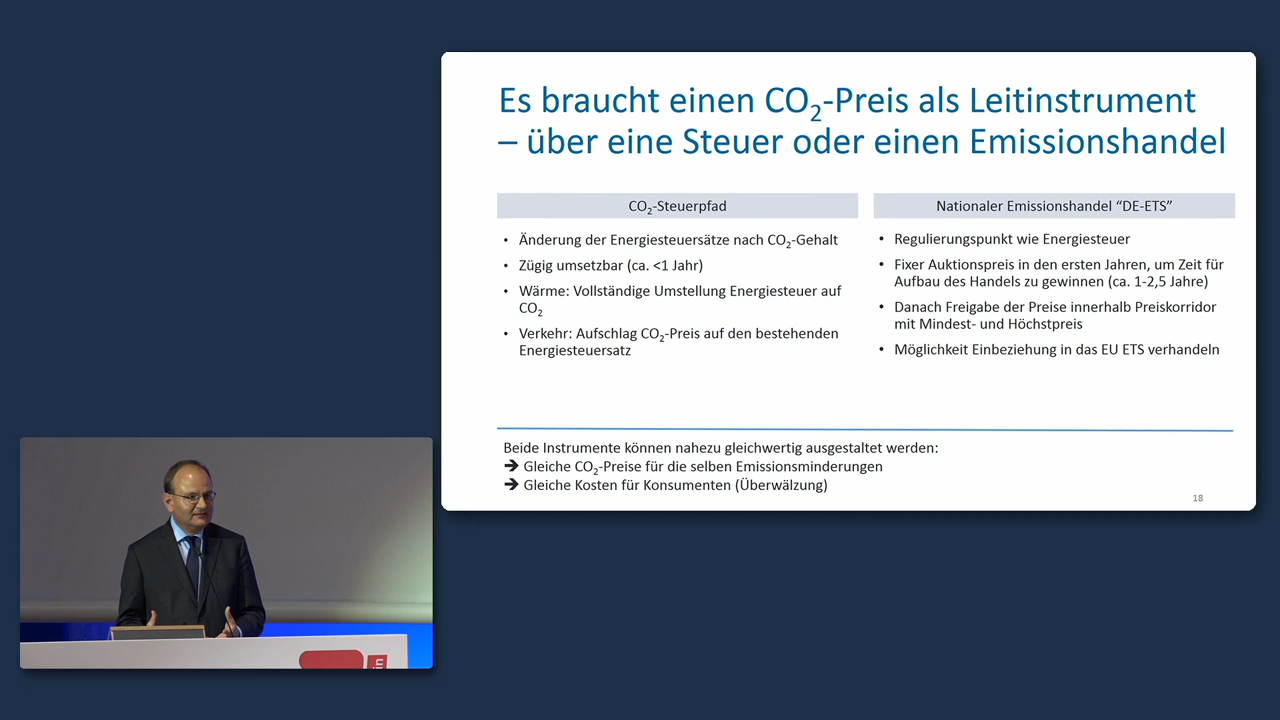 Es braucht einen CO₂-Preis als Leitinstrument
– über eine Steuer oder einen Emissionshandel
CO₂-Steuerpfad
• Änderung der Energiesteuersätze nach CO₂-Gehalt
• Zügig umsetzbar (ca. <1 Jahr)
• Wärme: Vollständige Umstellung Energiesteuer auf
CO₂
• Verkehr: Aufschlag CO₂-Preis auf den bestehenden
Energiesteuersatz
Nationaler Emissionshandel “DE-ETS”
• Regulierungspunkt wie Energiesteuer
• Fixer Auktionspreis in den ersten Jahren, um Zeit für
Aufbau des Handels zu gewinnen (ca. 1-2,5 Jahre)
• Danach Freigabe der Preise innerhalb Preiskorridor
mit Mindest- und Höchstpreis
• Möglichkeit Einbeziehung in das EU ETS verhandeln
Beide Instrumente können nahezu gleichwertig ausgestaltet werden:
➔ Gleiche CO₂-Preise für die selben Emissionsminderungen
➔ Gleiche Kosten für Konsumenten (Überwälzung)
18
in